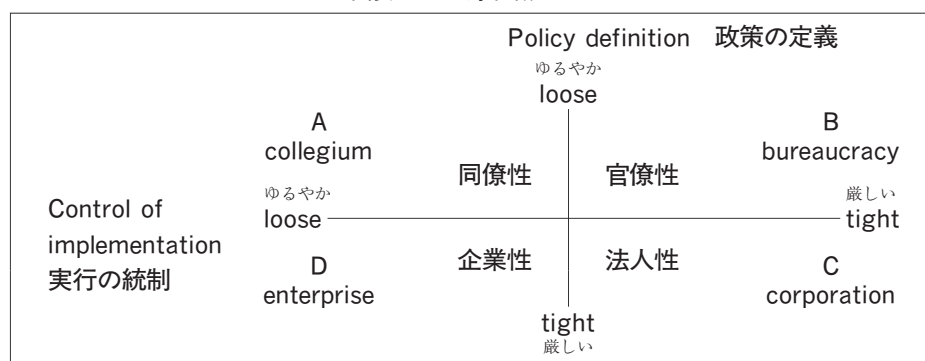 Policy definition 政策の定義
ゆるやか
loose
A
collegium
B
bureaucracy
同僚性 官僚性
Control of
implementation
実行の統制
ゆるやか
loose
厳しい
tight
D
enterprise
企業性 法人性
C
corporation
tight
厳しい